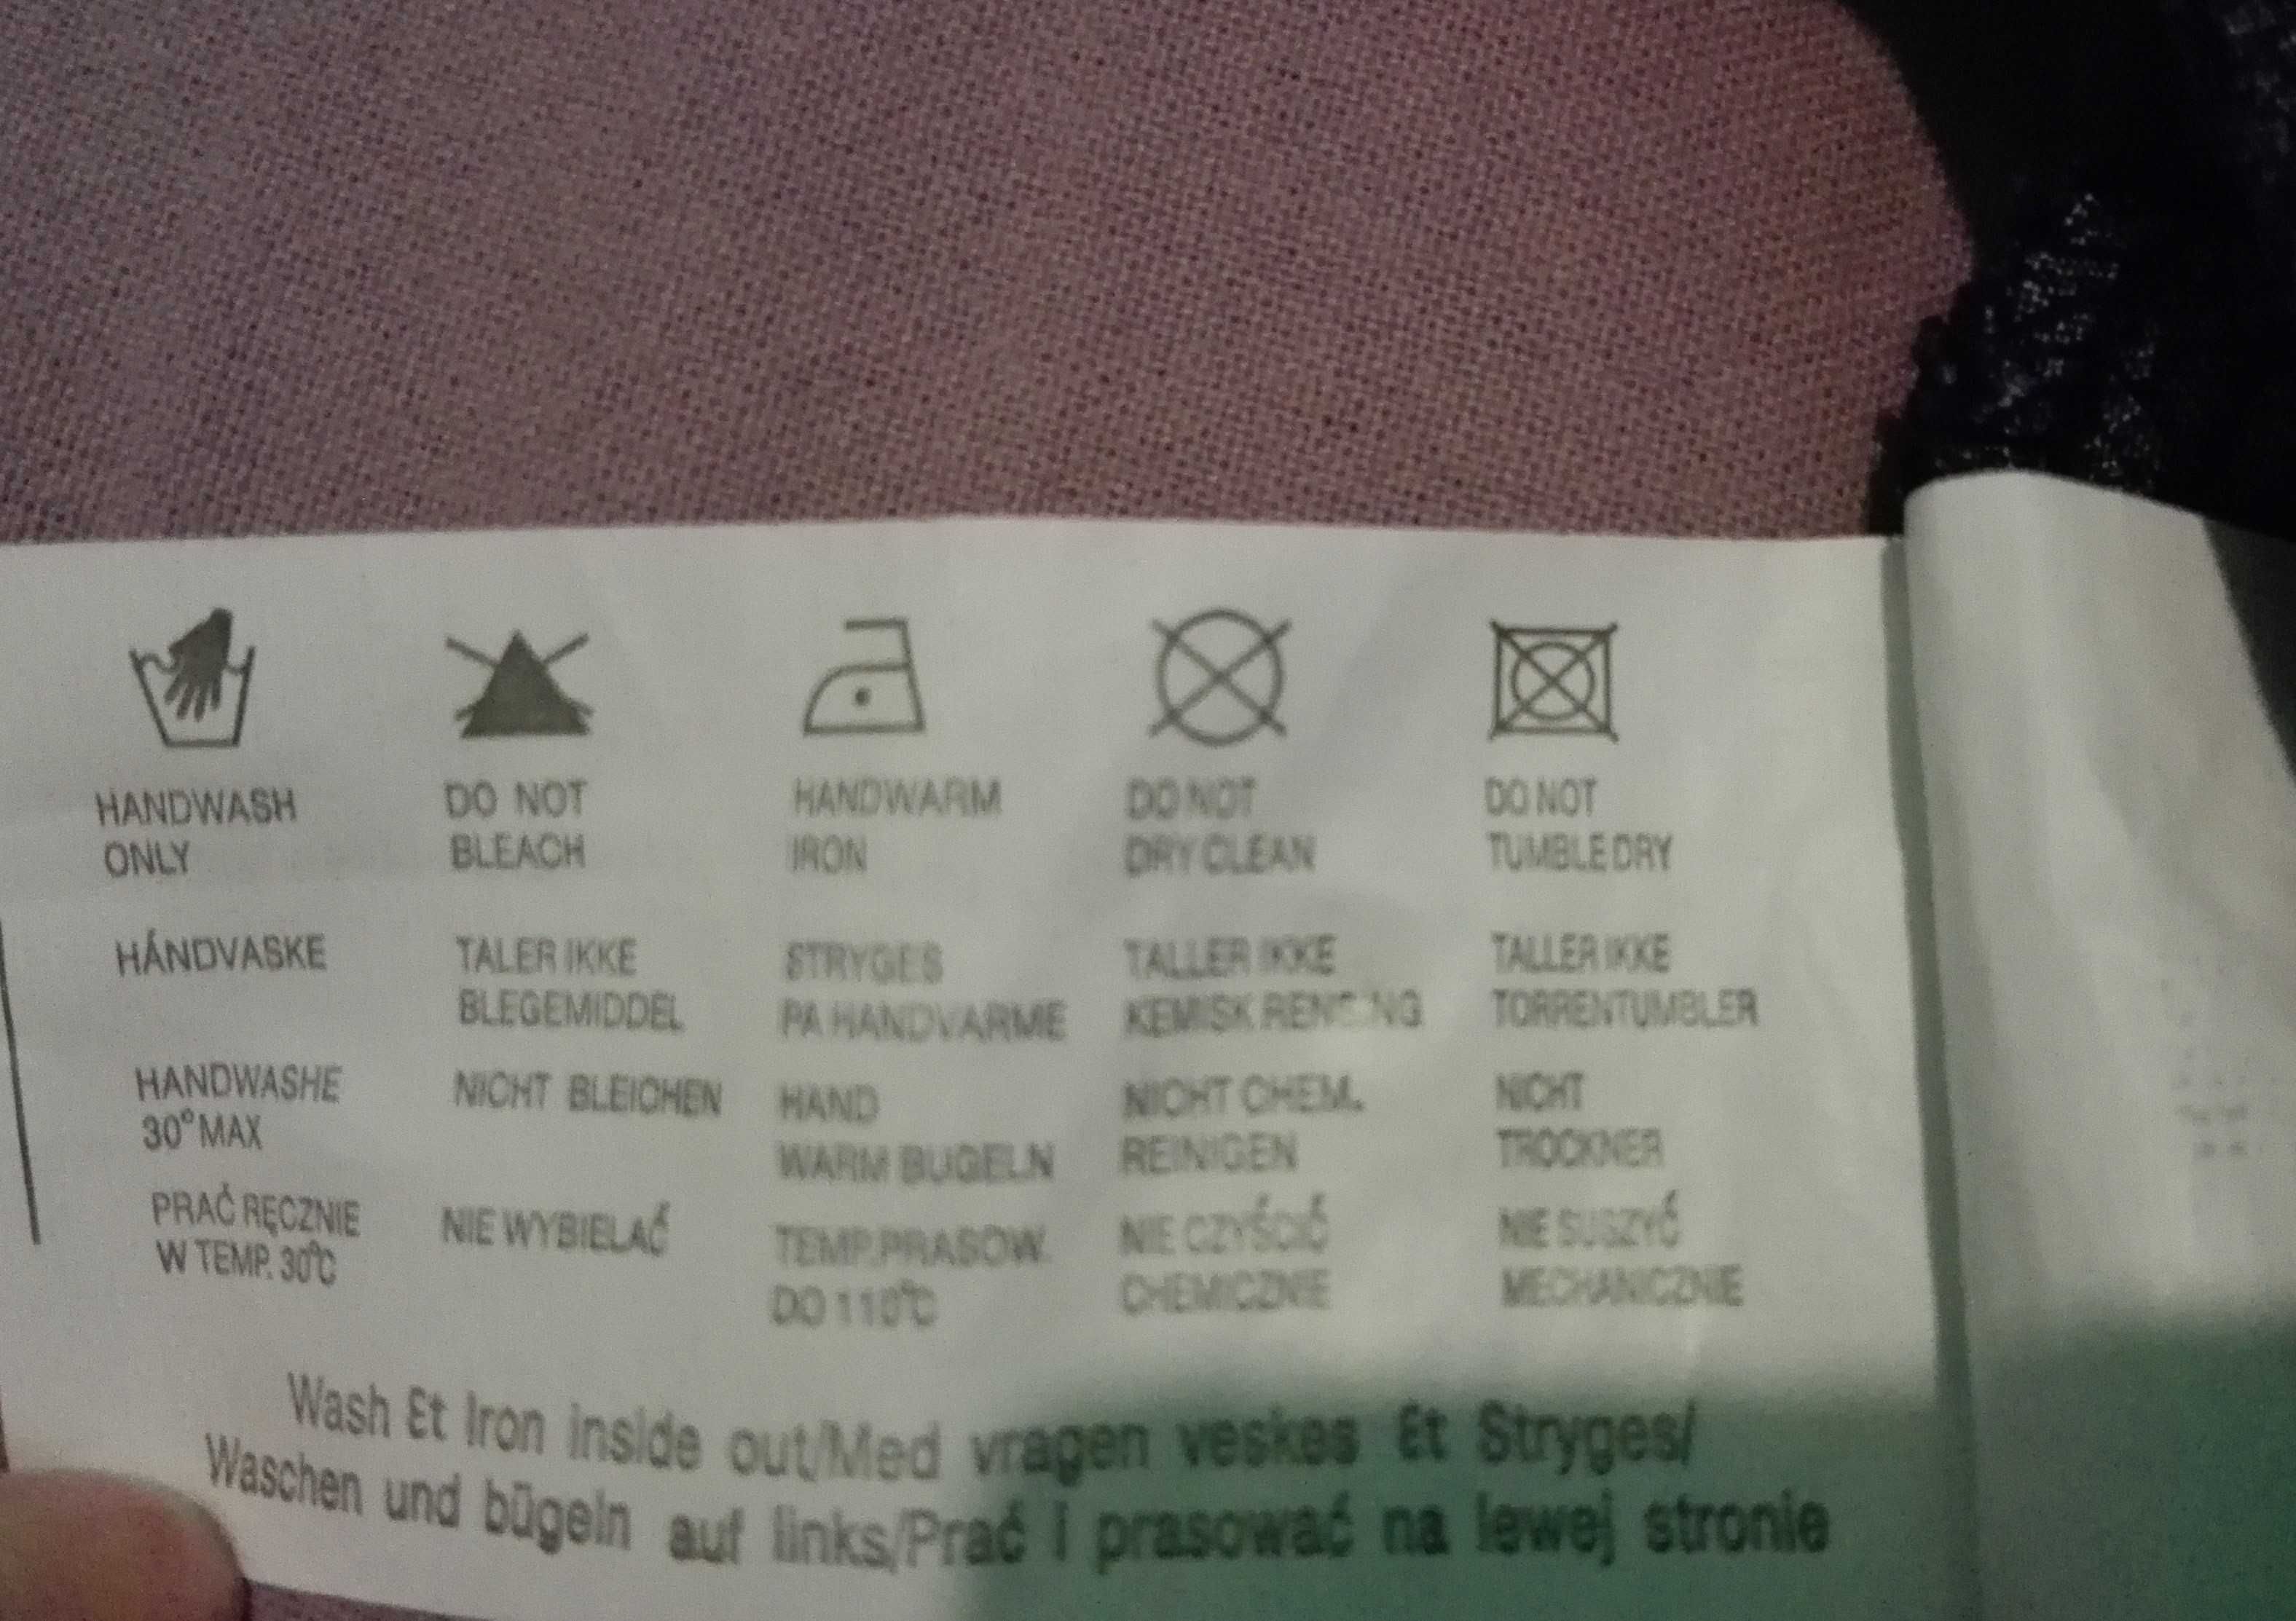 HANDWASH ONLY
DO NOT BLEACH
HANDWARM IRON
DO NOT DRY CLEAN
DO NOT TUMBLE DRY
HÁNDVASKE
TALER IKKE BLEGEMIDDEL
STRYGES PA HANDVARME
TALLER IKKE KEMISK RENSING
TALLER IKKE TORRENTUMBLER
HANDWASHE 30° MAX
NICHT BLEICHEN
HAND WARM BUGELN
NICHT CHEM. REINIGEN
NICHT TROCKNER
PRAĆ RĘCZNIE W TEMP. 30°C
NIE WYBIELAĆ
TEMP.PRASOW. DO 110°C
NIE CZYŚCIĆ CHEMICZNIE
NIE SUSZYĆ MECHANICZNIE
Wash & Iron inside out/Med vragen veskes & Stryges/
Waschen und bügeln auf links/Prać i prasować na lewej stronie